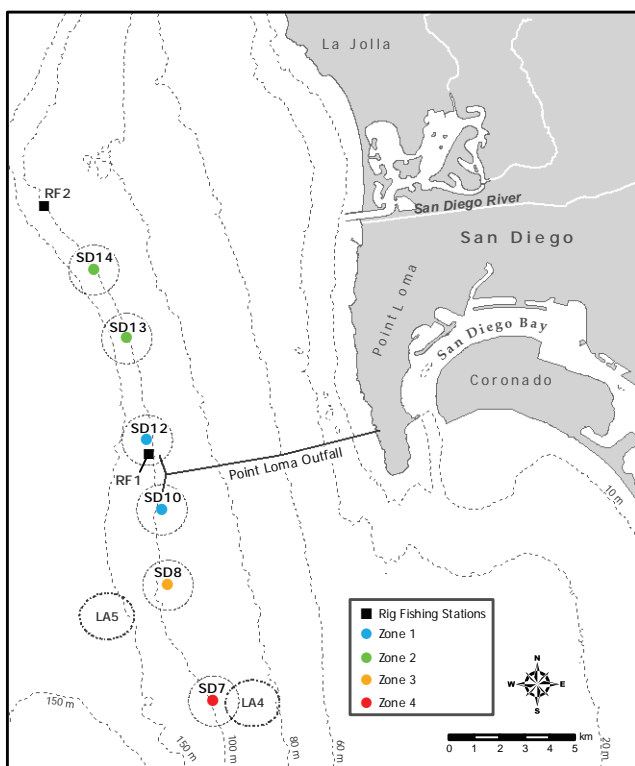 La Jolla
RF2
San Diego River
SD14
San Diego
Point Loma
SD13
San Diego Bay
Coronado
SD12
RF1
Point Loma Outfall
SD10
10 m
SD8
LA5
Rig Fishing Stations
Zone 1
Zone 2
Zone 3
Zone 4
SD7
LA4
150 m
150 m
100 m
80 m
60 m
20 m
N
W
E
S
km
0 1 2 3 4 5